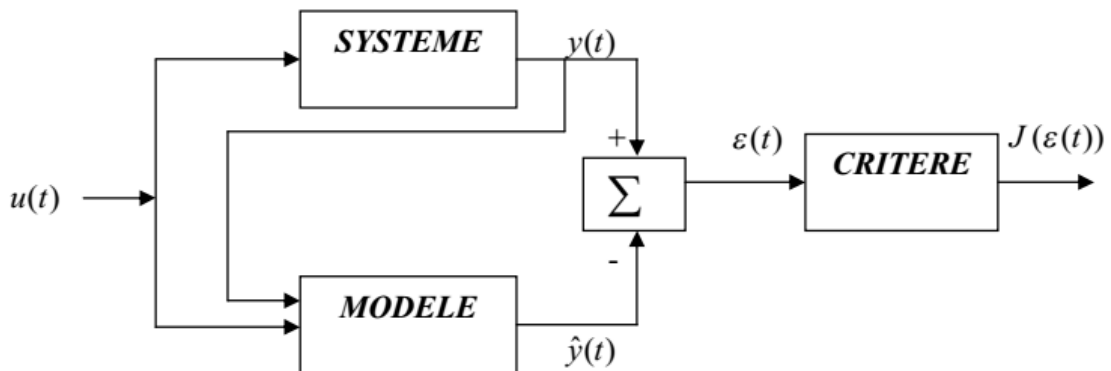 SYSTEME
y(t)
+
ε(t)
CRITERE
J(ε(t))
u(t)
∑
-
MODELE
ŷ(t)